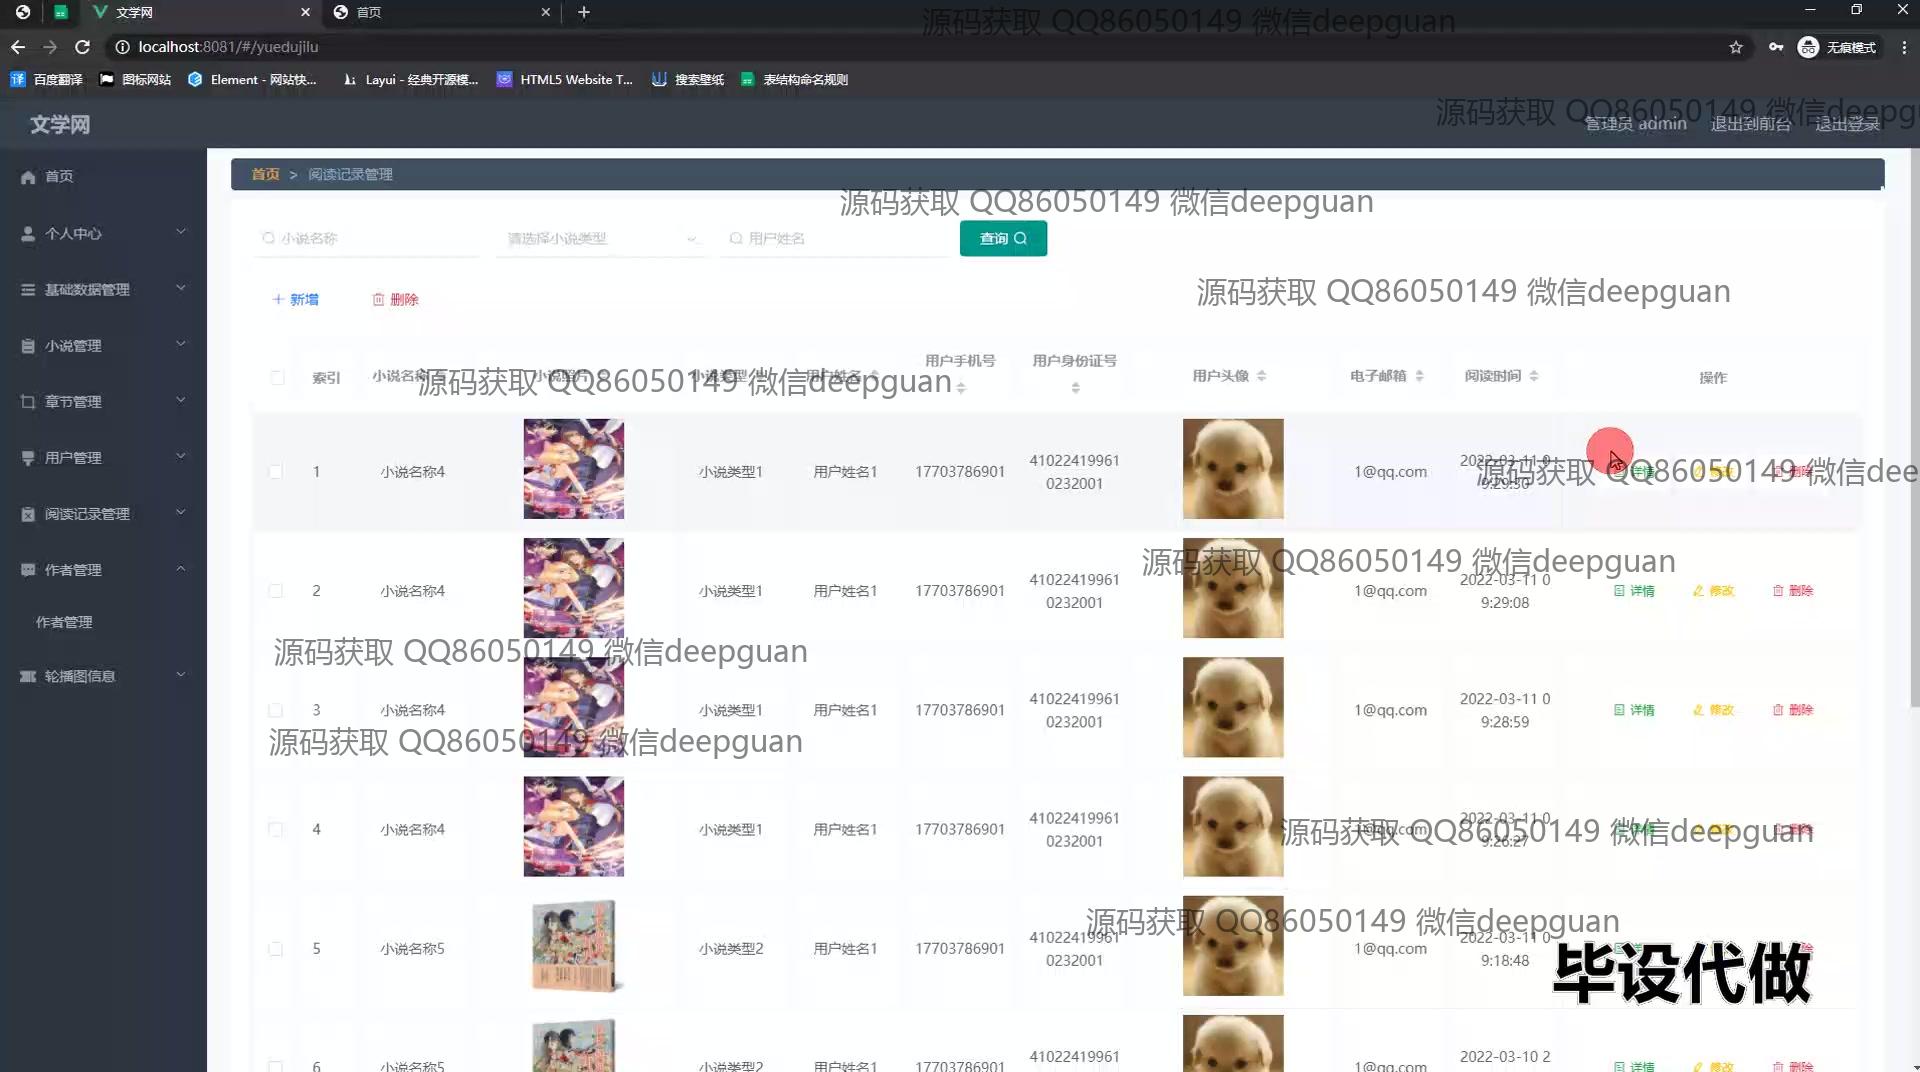 文学网
首页
源码获取 QQ86050149 微信deepguan
localhost:8081/#/yuedujilu
无痕模式
百度翻译
图标网站
Element - 网站快...
Layui - 经典开源模...
HTML5 Website T...
搜索壁纸
表结构命名规则
源码获取 QQ86050149 微信deepg
文学网
管理员 admin
退出到前台
退出登录
首页
个人中心
基础数据管理
小说管理
章节管理
用户管理
阅读记录管理
作者管理
作者管理
轮播图信息
首页 > 阅读记录管理
源码获取 QQ86050149 微信deepguan
小说名称
请选择小说类型
用户姓名
查询
源码获取 QQ86050149 微信deepguan
新增
删除
索引
小说名称
小说照片
小说类型
用户姓名
用户手机号
用户身份证号
用户头像
电子邮箱
阅读时间
操作
源码获取 QQ86050149 微信deepguan
1 小说名称4 小说类型1 用户姓名1 17703786901 41022419961 1@qq.com 2022-03-11 0 详情 修改 删除
0232001 9:29:30
源码获取 QQ86050149 微信dee
源码获取 QQ86050149 微信deepguan
2 小说名称4 小说类型1 用户姓名1 17703786901 41022419961 1@qq.com 2022-03-11 0 详情 修改 删除
0232001 9:29:08
源码获取 QQ86050149 微信deepguan
3 小说名称4 小说类型1 用户姓名1 17703786901 41022419961 1@qq.com 2022-03-11 0 详情 修改 删除
0232001 9:28:59
源码获取 QQ86050149 微信deepguan
4 小说名称4 小说类型1 用户姓名1 17703786901 41022419961 1@qq.com 2022-03-11 0 详情 修改 删除
0232001 9:26:27
源码获取 QQ86050149 微信deepguan
源码获取 QQ86050149 微信deepguan
5 小说名称5 小说类型2 用户姓名1 17703786901 41022419961 1@qq.com 2022-03-11 0
0232001 9:18:48
毕设代做
6 小说名称5 小说类型2 用户姓名1 17703786901 41022419961 1@qq.com 2022-03-10 2 详情 修改 删除